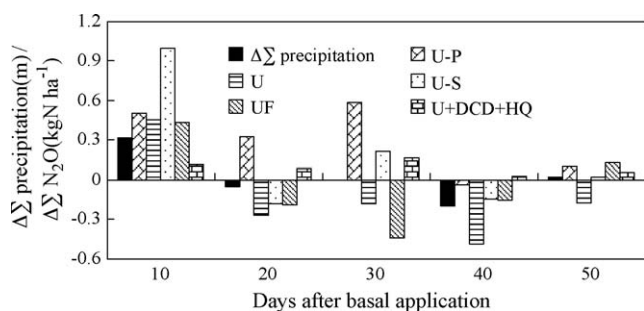 ΔΣ precipitation(m)/
ΔΣ N₂O(kgN ha⁻¹)
1.2
0.9
0.6
0.3
0
-0.3
-0.6
ΔΣ precipitation
U
UF
U-P
U-S
U+DCD+HQ
10 20 30 40 50
Days after basal application